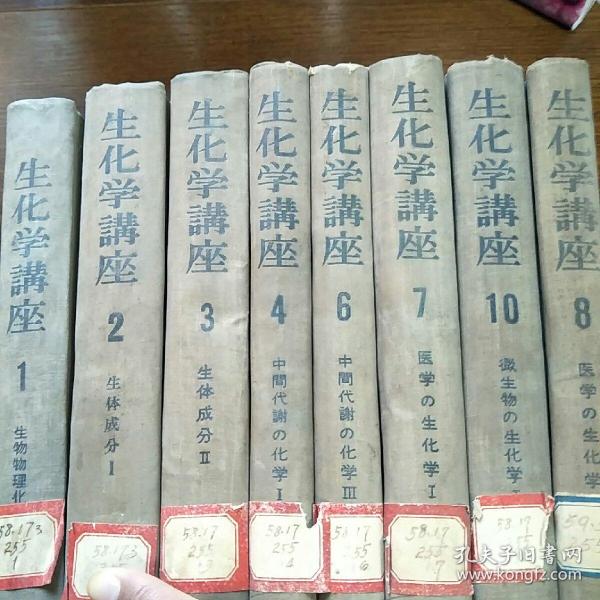 生化学講座
1
生物物理化
58.173
255
1
生化学講座
2
生体成分 I
58.173
生化学講座
3
生体成分 II
58.17
255
3
生化学講座
4
中間代謝の化学 I
58.17
255
4
生化学講座
6
中間代謝の化学 III
58.17
255
6
生化学講座
7
医学の生化学 I
58.17
255
7
生化学講座
10
微生物の生化学
58.17
生化学講座
8
医学の生化学
孔夫子旧书网
www.kongfz.com